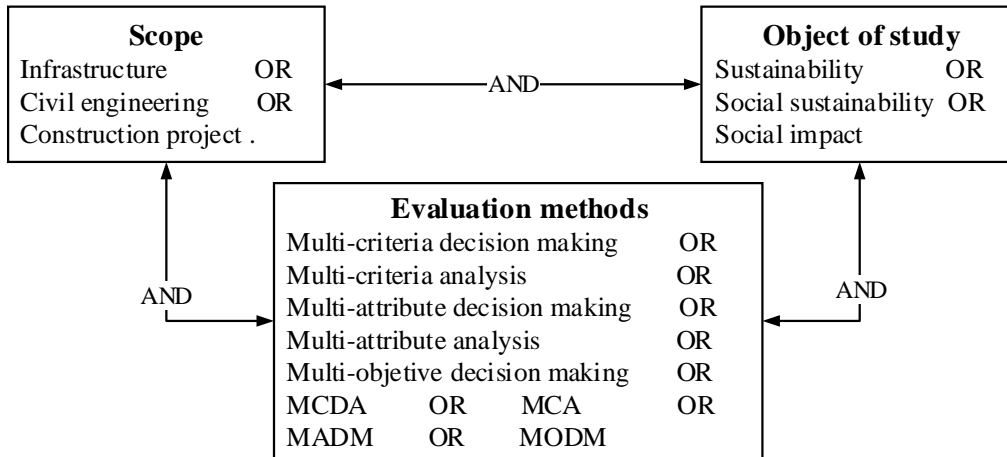 Scope
Infrastructure OR
Civil engineering OR
Construction project .
AND
Object of study
Sustainability OR
Social sustainability OR
Social impact
Evaluation methods
Multi-criteria decision making OR
Multi-criteria analysis OR
Multi-attribute decision making OR
Multi-attribute analysis OR
Multi-objetive decision making OR
MCDA OR MCA OR
MADM OR MODM
AND
AND